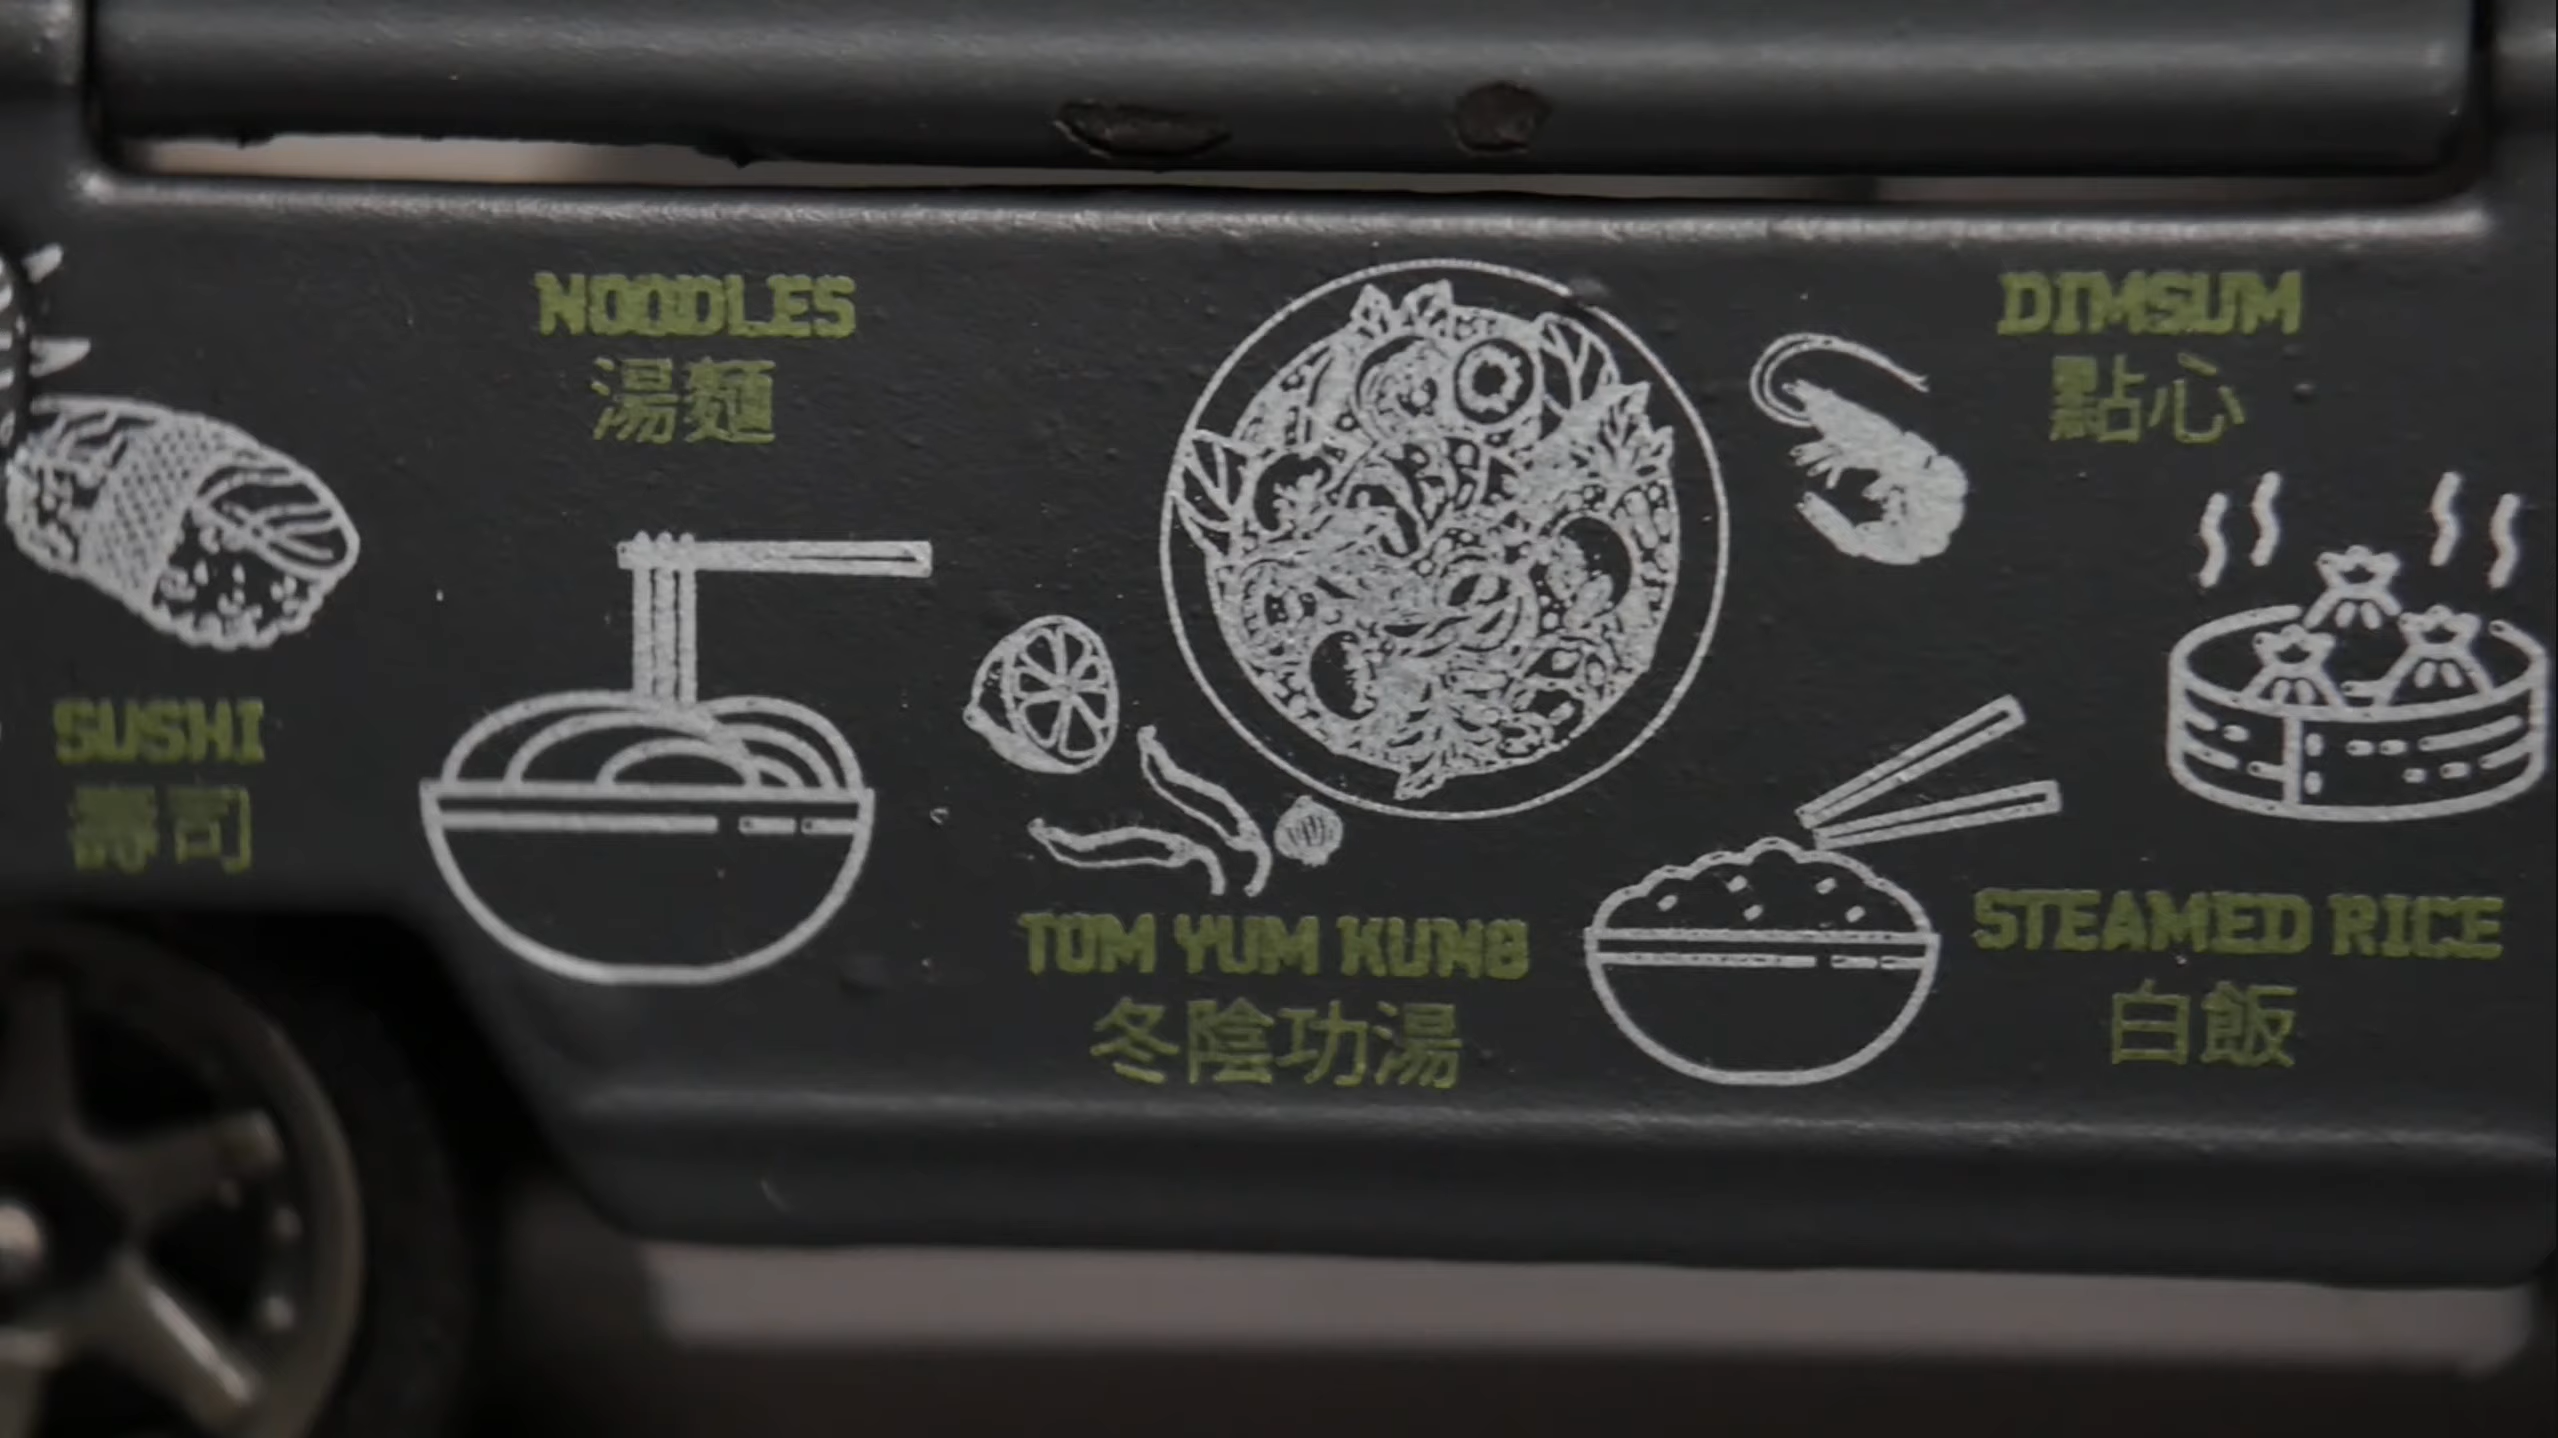 NOODLES
湯麵
DIMSUM
點心
SUSHI
壽司
TOM YUM KUNG
冬陰功湯
STEAMED RICE
白飯